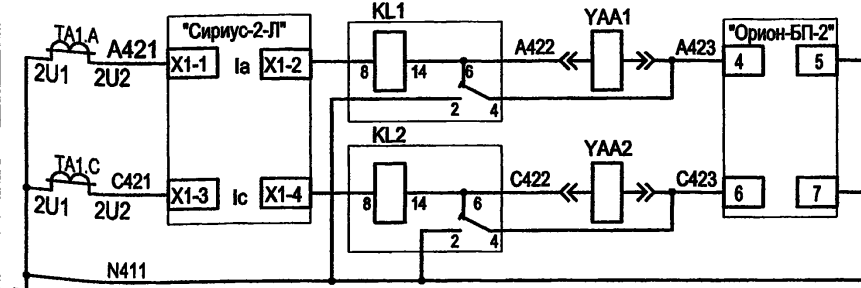 KL1 YAA1
TA1.A "Сириус-2-Л" "Орион-БП-2"
A421 A422 A423
2U1 2U2 X1-1 Ia X1-2 8 14 6 4 5
2 4
KL2 YAA2
TA1.C C421 C422 C423
2U1 2U2 X1-3 Ic X1-4 8 14 6 6 7
2 4
N411